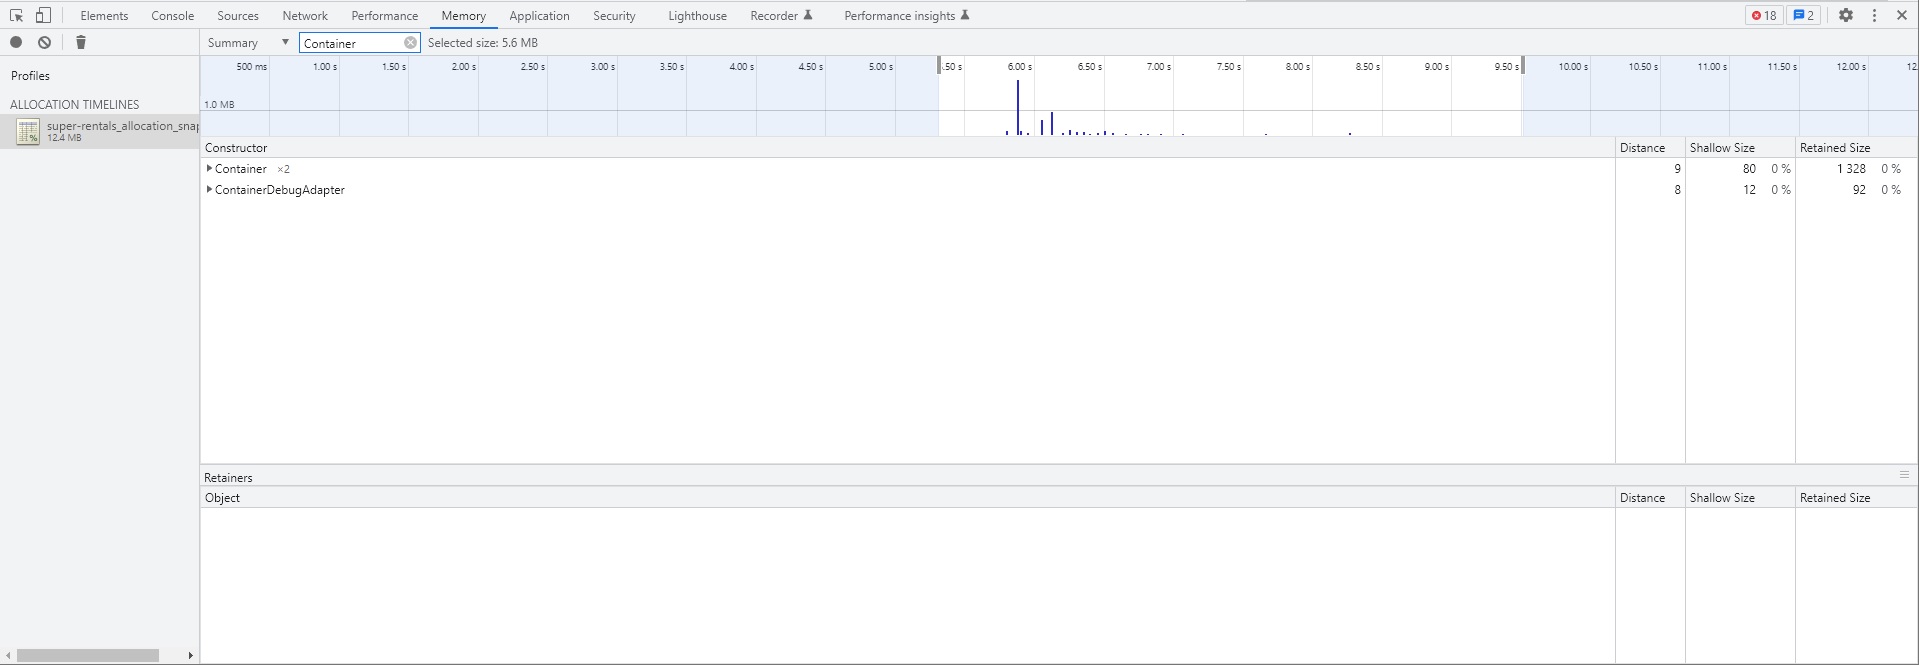 Elements Console Sources Network Performance Memory Application Security Lighthouse Recorder Performance insights 18 2
Summary Container Selected size: 5.6 MB
Profiles
ALLOCATION TIMELINES
super-rentals_allocation_snap
12.4 MB
500 ms 1.00 s 1.50 s 2.00 s 2.50 s 3.00 s 3.50 s 4.00 s 4.50 s 5.00 s .50 s 6.00 s 6.50 s 7.00 s 7.50 s 8.00 s 8.50 s 9.00 s 9.50 s 10.00 s 10.50 s 11.00 s 11.50 s 12.00 s 12.
1.0 MB
Constructor Distance Shallow Size Retained Size
Container ×2 9 80 0 % 1 328 0 %
ContainerDebugAdapter 8 12 0 % 92 0 %
Retainers
Object Distance Shallow Size Retained Size